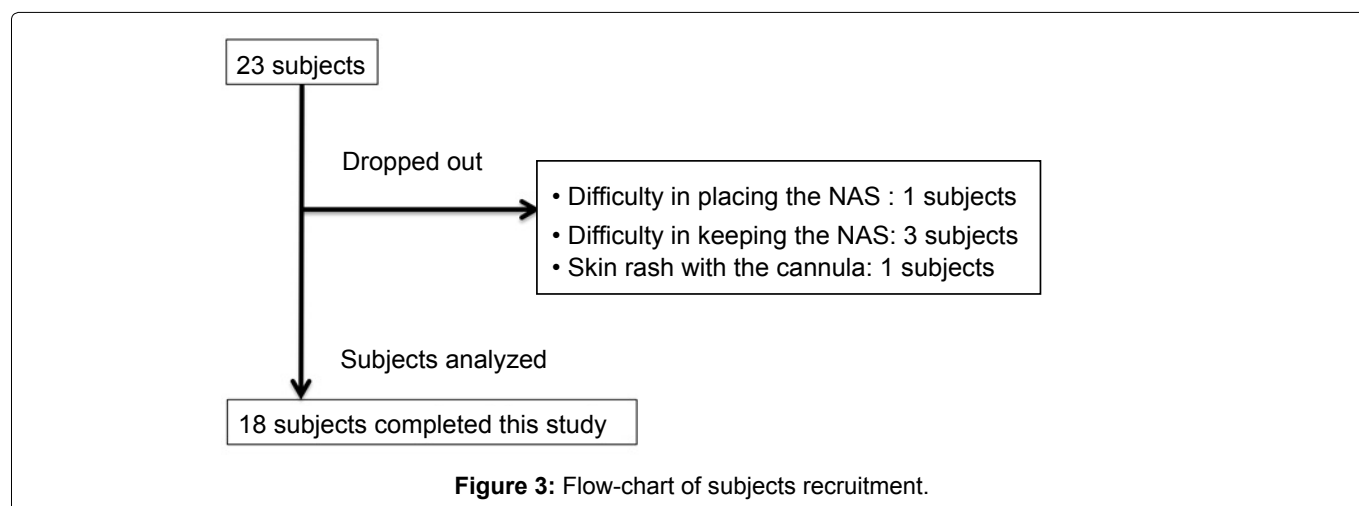 23 subjects
Dropped out
• Difficulty in placing the NAS : 1 subjects
• Difficulty in keeping the NAS: 3 subjects
• Skin rash with the cannula: 1 subjects
Subjects analyzed
18 subjects completed this study
Figure 3: Flow-chart of subjects recruitment.